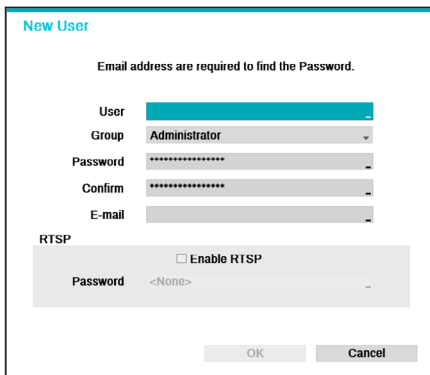 New User
Email address are required to find the Password.
User
Group Administrator
Password ****************
Confirm ****************
E-mail
RTSP
Enable RTSP
Password <None>
OK Cancel